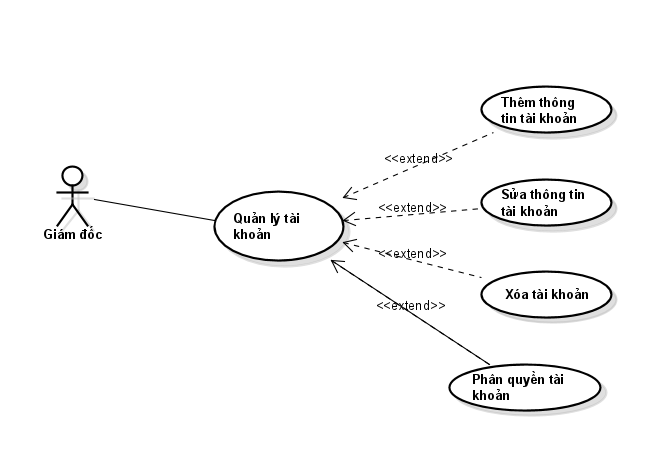 Thêm thông
tin tài khoản
<<extend>>
Sửa thông tin
tài khoản
<<extend>>
Quản lý tài
khoản
Giám đốc
<<extend>>
Xóa tài khoản
<<extend>>
Phân quyền tài
khoản